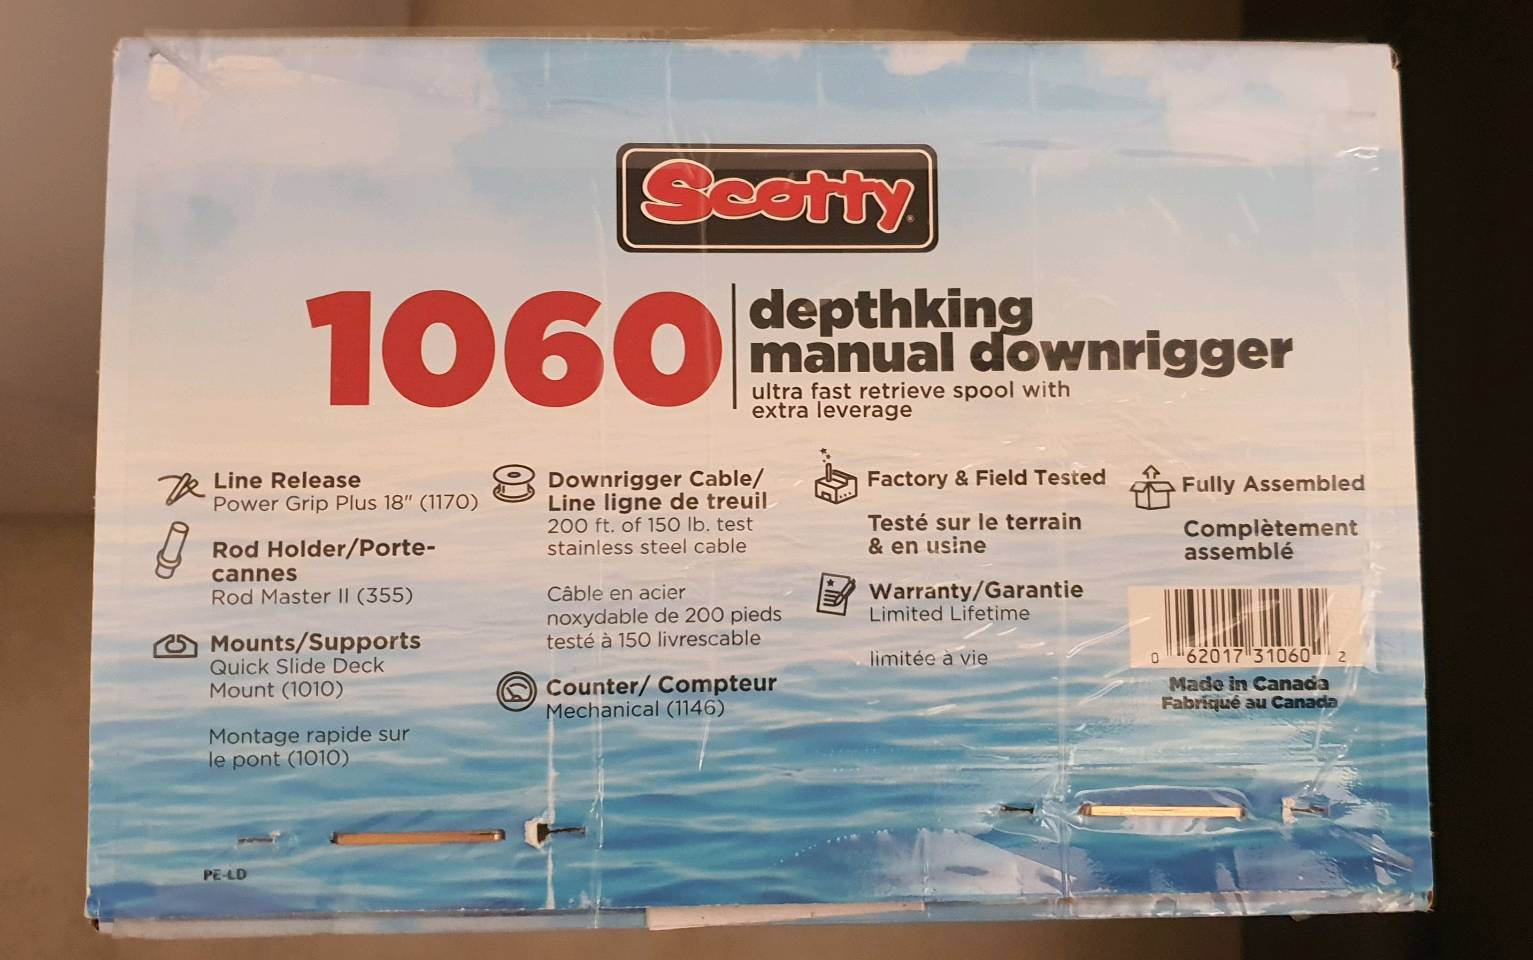 Scotty®
1060
depthking
manual downrigger
ultra fast retrieve spool with
extra leverage
Line Release
Power Grip Plus 18" (1170)
Rod Holder/Porte-
cannes
Rod Master II (355)
Mounts/Supports
Quick Slide Deck
Mount (1010)
Montage rapide sur
le pont (1010)
Downrigger Cable/
Line ligne de treuil
200 ft. of 150 lb. test
stainless steel cable
Câble en acier
noxydable de 200 pieds
testé à 150 livrescable
Counter/ Compteur
Mechanical (1146)
Factory & Field Tested
Testé sur le terrain
& en usine
Warranty/Garantie
Limited Lifetime
limitée à vie
Fully Assembled
Complètement
assemblé
0 62017 31060 2
Made in Canada
Fabriqué au Canada
PE-LD